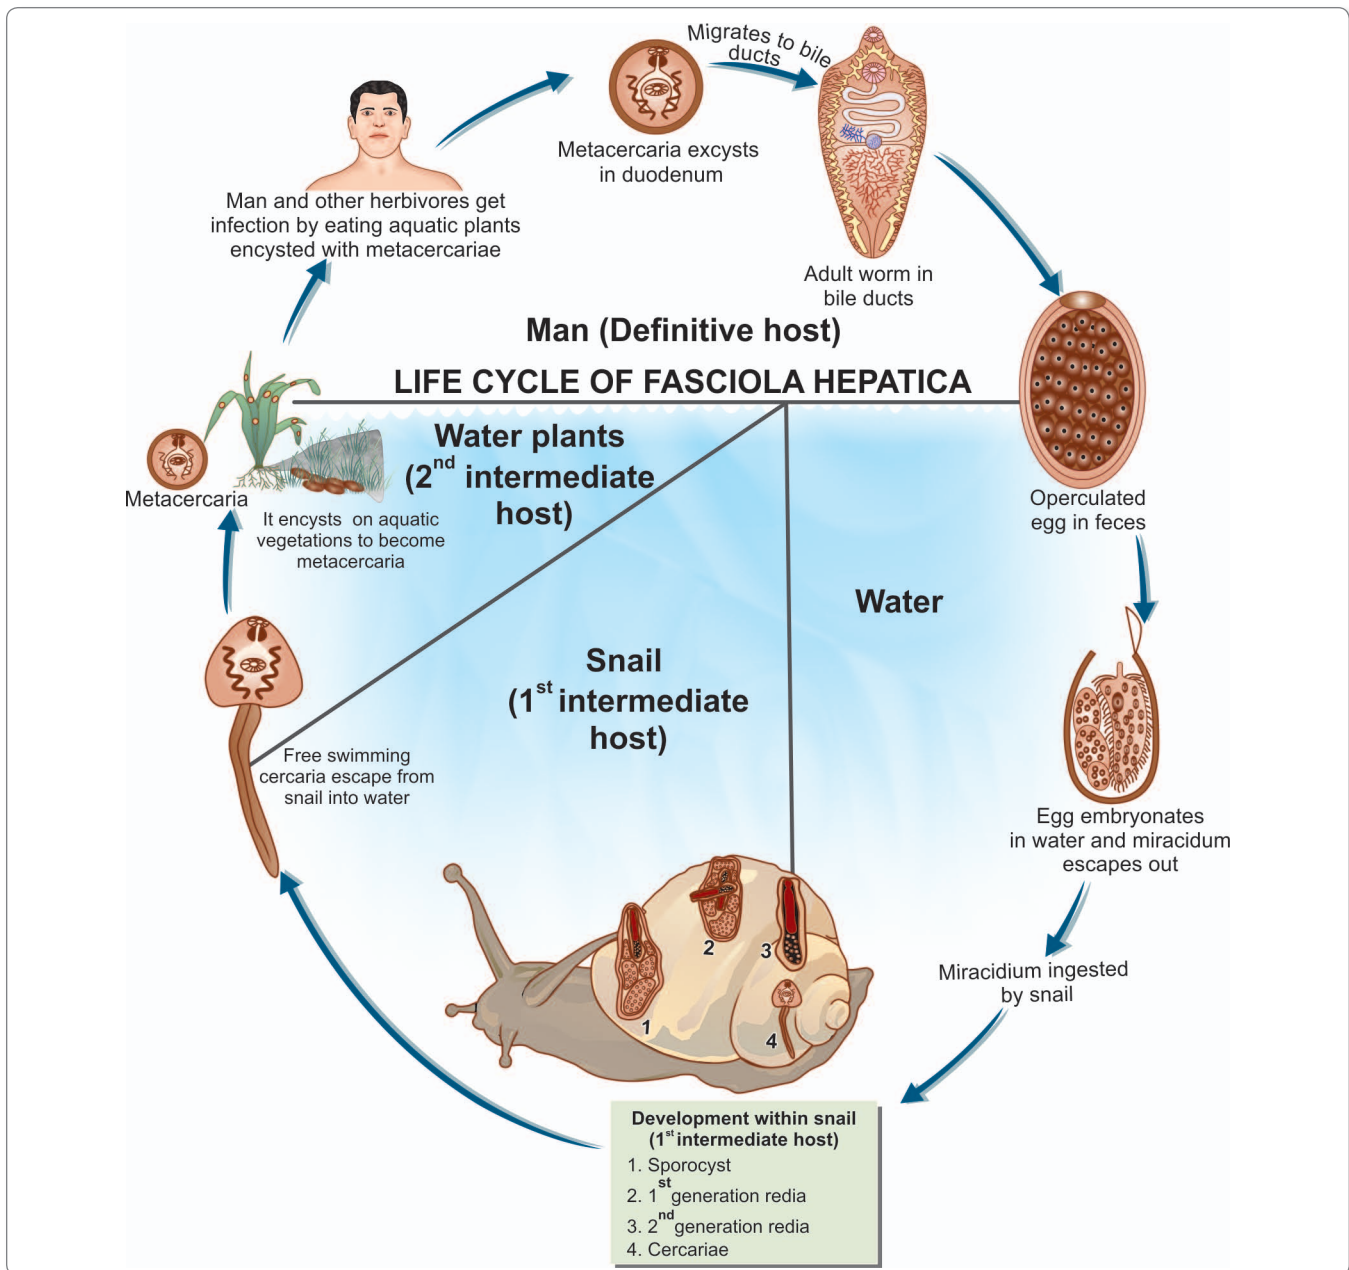 Migrates to bile
ducts
Metacercaria excysts
in duodenum
Man and other herbivores get
infection by eating aquatic plants
encysted with metacercariae
Adult worm in
bile ducts
Man (Definitive host)
LIFE CYCLE OF FASCIOLA HEPATICA
Water plants
(2nd intermediate
host)
Metacercaria
It encysts on aquatic
vegetations to become
metacercaria
Operculated
egg in feces
Water
Snail
(1st intermediate
host)
Free swimming
cercaria escape from
snail into water
Egg embryonates
in water and miracidum
escapes out
Miracidium ingested
by snail
1
2
3
4
Development within snail
(1st intermediate host)
1. Sporocyst
2. 1st generation redia
3. 2nd generation redia
4. Cercariae